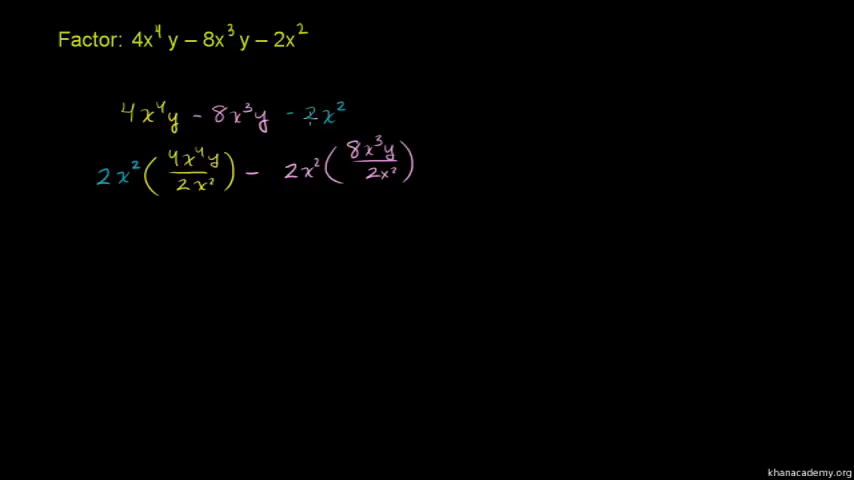 Factor: 4x⁴y – 8x³y – 2x²
4x⁴y - 8x³y - 2x²
2x² (4x⁴y / 2x²) - 2x² (8x³y / 2x²)
khanacademy.org